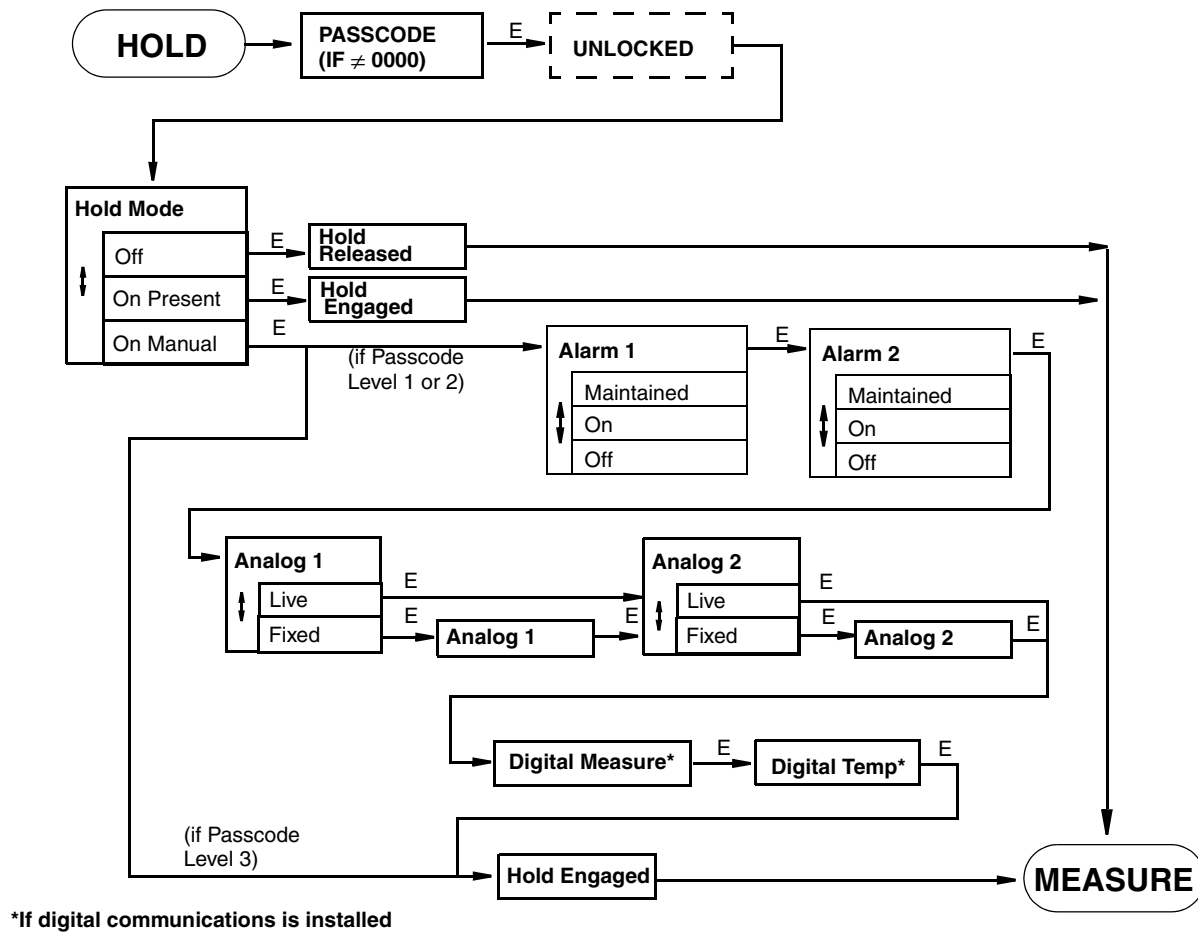 HOLD
PASSCODE
(IF ≠ 0000)
E
UNLOCKED
Hold Mode
Off
E
Hold
Released
On Present
E
Hold
Engaged
On Manual
E
(if Passcode
Level 1 or 2)
Alarm 1
Maintained
On
Off
E
Alarm 2
Maintained
On
Off
E
Analog 1
Live
E
Fixed
E
Analog 1
E
Analog 2
Live
E
Fixed
E
Analog 2
E
Digital Measure*
E
Digital Temp*
E
(if Passcode
Level 3)
Hold Engaged
MEASURE
*If digital communications is installed